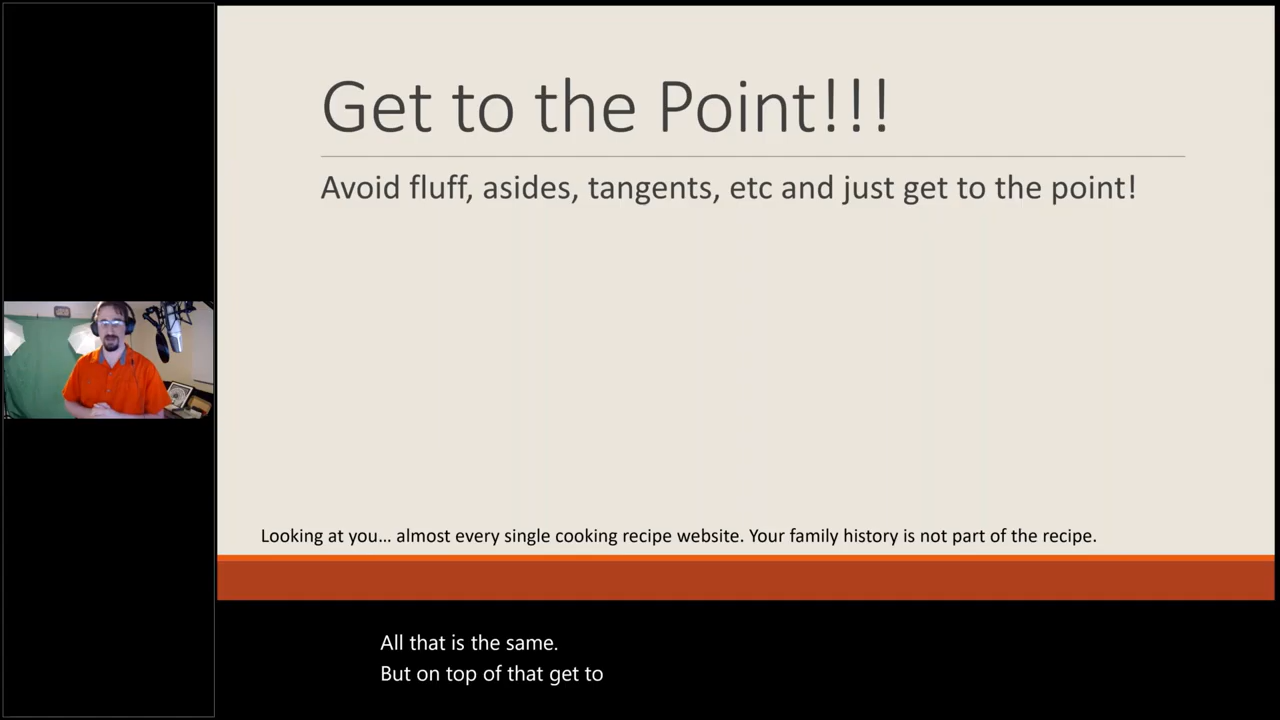 Get to the Point!!!
Avoid fluff, asides, tangents, etc and just get to the point!
Looking at you... almost every single cooking recipe website. Your family history is not part of the recipe.
All that is the same.
But on top of that get to